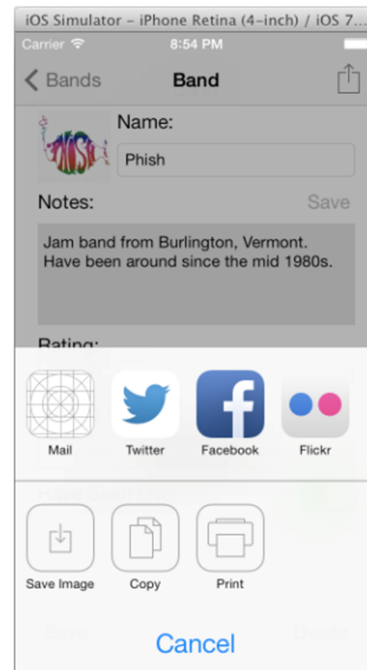 iOS Simulator – iPhone Retina (4-inch) / iOS 7...
Carrier 8:54 PM
Bands Band
Name:
PHISH
Phish
Notes: Save
Jam band from Burlington, Vermont.
Have been around since the mid 1980s.
Rating:
Mail Twitter Facebook Flickr
Save Image Copy Print
Cancel